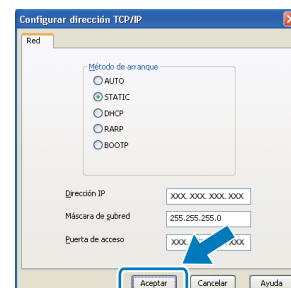 Configurar dirección TCP/IP
Red
Método de arranque
AUTO
STATIC
DHCP
RARP
BOOTP
Dirección IP XXX. XXX. XXX. XXX
Máscara de subred 255.255.255.0
Puerta de acceso XXX. XXX
Aceptar Cancelar Ayuda